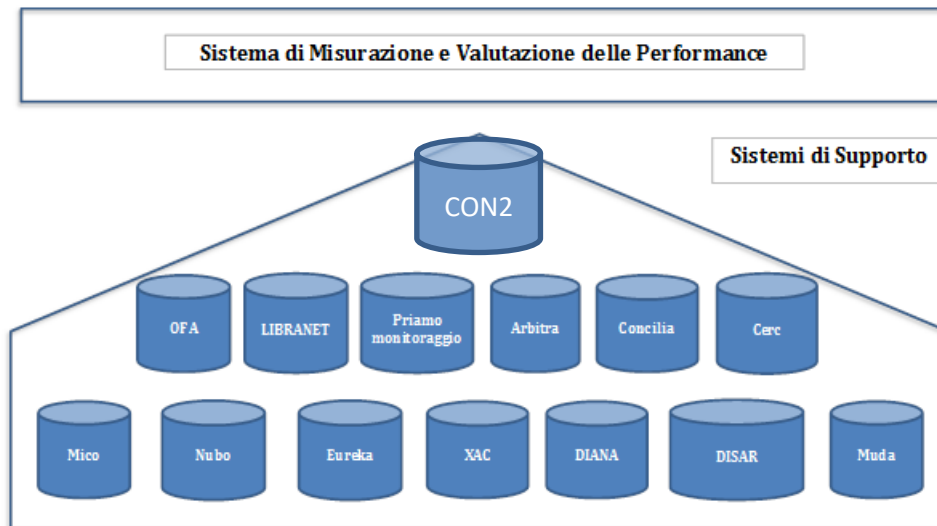 Sistema di Misurazione e Valutazione delle Performance
Sistemi di Supporto
CON2
OFA
LIBRANET
Priamo
monitoraggio
Arbitra
Concilia
Cerc
Mico
Nubo
Eureka
XAC
DIANA
DISAR
Muda